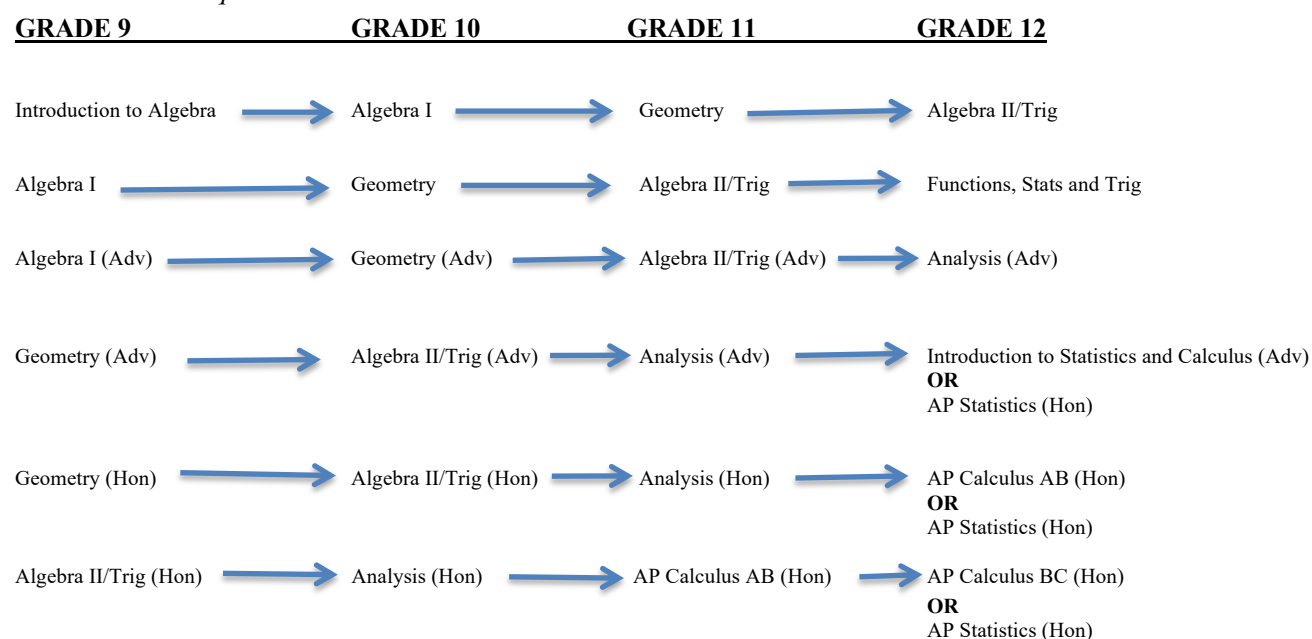 GRADE 9 GRADE 10 GRADE 11 GRADE 12
Introduction to Algebra Algebra I Geometry Algebra II/Trig
Algebra I Geometry Algebra II/Trig Functions, Stats and Trig
Algebra I (Adv) Geometry (Adv) Algebra II/Trig (Adv) Analysis (Adv)
Geometry (Adv) Algebra II/Trig (Adv) Analysis (Adv) Introduction to Statistics and Calculus (Adv)
OR
AP Statistics (Hon)
Geometry (Hon) Algebra II/Trig (Hon) Analysis (Hon) AP Calculus AB (Hon)
OR
AP Statistics (Hon)
Algebra II/Trig (Hon) Analysis (Hon) AP Calculus AB (Hon) AP Calculus BC (Hon)
OR
AP Statistics (Hon)